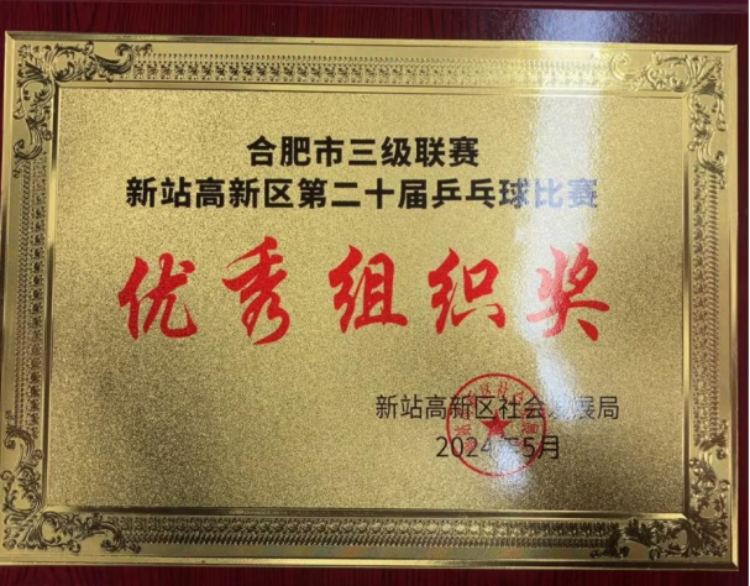 合肥市三级联赛
新站高新区第二十届乒乓球比赛
优秀组织奖
新站高新区社会发展局
2024年5月